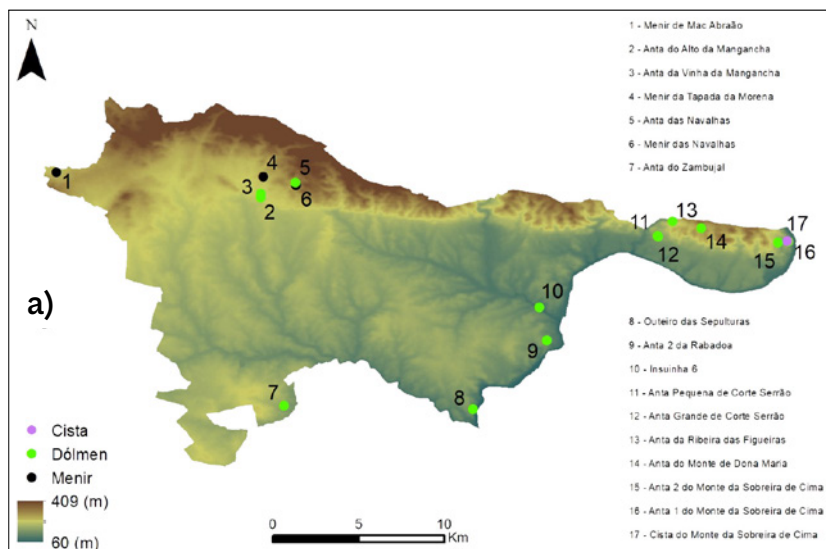 N
1 - Menir de Mac Abraão
2 - Anta do Alto da Mangancha
3 - Anta da Vinha da Mangancha
4 - Menir da Tapada da Morena
5 - Anta das Navalhas
6 - Menir das Navalhas
7 - Anta do Zambujal
4
5
3
6
1
2
13
17
11
14
16
12
15
10
a)
9
8 - Outeiro das Sepulturas
9 - Anta 2 da Rabadoa
10 - Insuinha 6
7
8
11 - Anta Pequena de Corte Serrão
12 - Anta Grande de Corte Serrão
13 - Anta da Ribeira das Figueiras
14 - Anta do Monte de Dona Maria
15 - Anta 2 do Monte da Sobreira de Cima
16 - Anta 1 do Monte da Sobreira de Cima
17 - Cista do Monte da Sobreira de Cima
Cista
Dólmen
Menir
409 (m)
60 (m)
0 5 10
Km